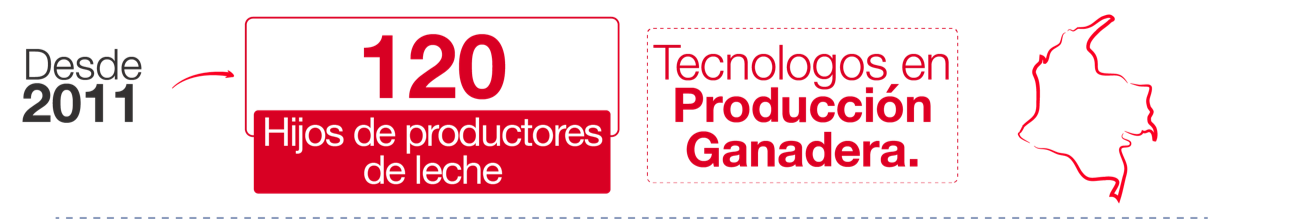 Desde
2011
120
Hijos de productores
de leche
Tecnologos en
Producción
Ganadera.